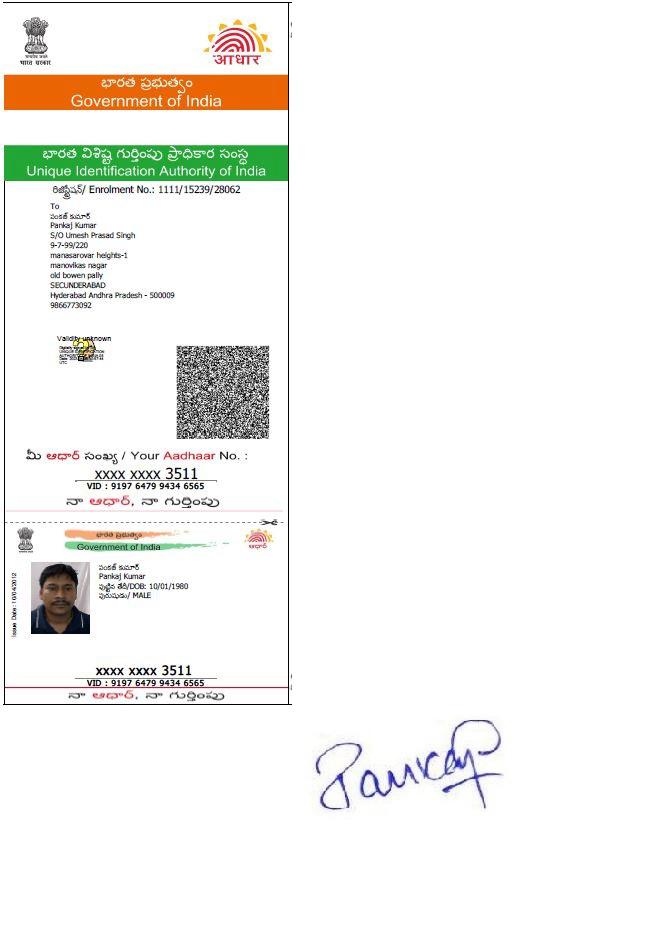 भारत सरकार
आधार
భారత ప్రభుత్వం
Government of India
భారత విశిష్ట గుర్తింపు ప్రాధికార సంస్థ
Unique Identification Authority of India
రిజిస్ట్రేషన్/ Enrolment No.: 1111/15239/28062
To
పంకజ్ కుమార్
Pankaj Kumar
S/O Umesh Prasad Singh
9-7-99/220
manasarovar heights-1
manovikas nagar
old bowen pally
SECUNDERABAD
Hyderabad Andhra Pradesh - 500009
9866773092
Validity unknown
మీ ఆధార్ సంఖ్య / Your Aadhaar No. :
xxxx xxxx 3511
VID : 9197 6479 9434 6565
నా ఆధార్, నా గుర్తింపు
భారత ప్రభుత్వం
Government of India
ఆధార్
పంకజ్ కుమార్
Pankaj Kumar
పుట్టిన తేదీ/DOB: 10/01/1980
పురుషుడు/ MALE
Issue Date: 10/04/2012
xxxx xxxx 3511
VID : 9197 6479 9434 6565
నా ఆధార్, నా గుర్తింపు
Pankaj